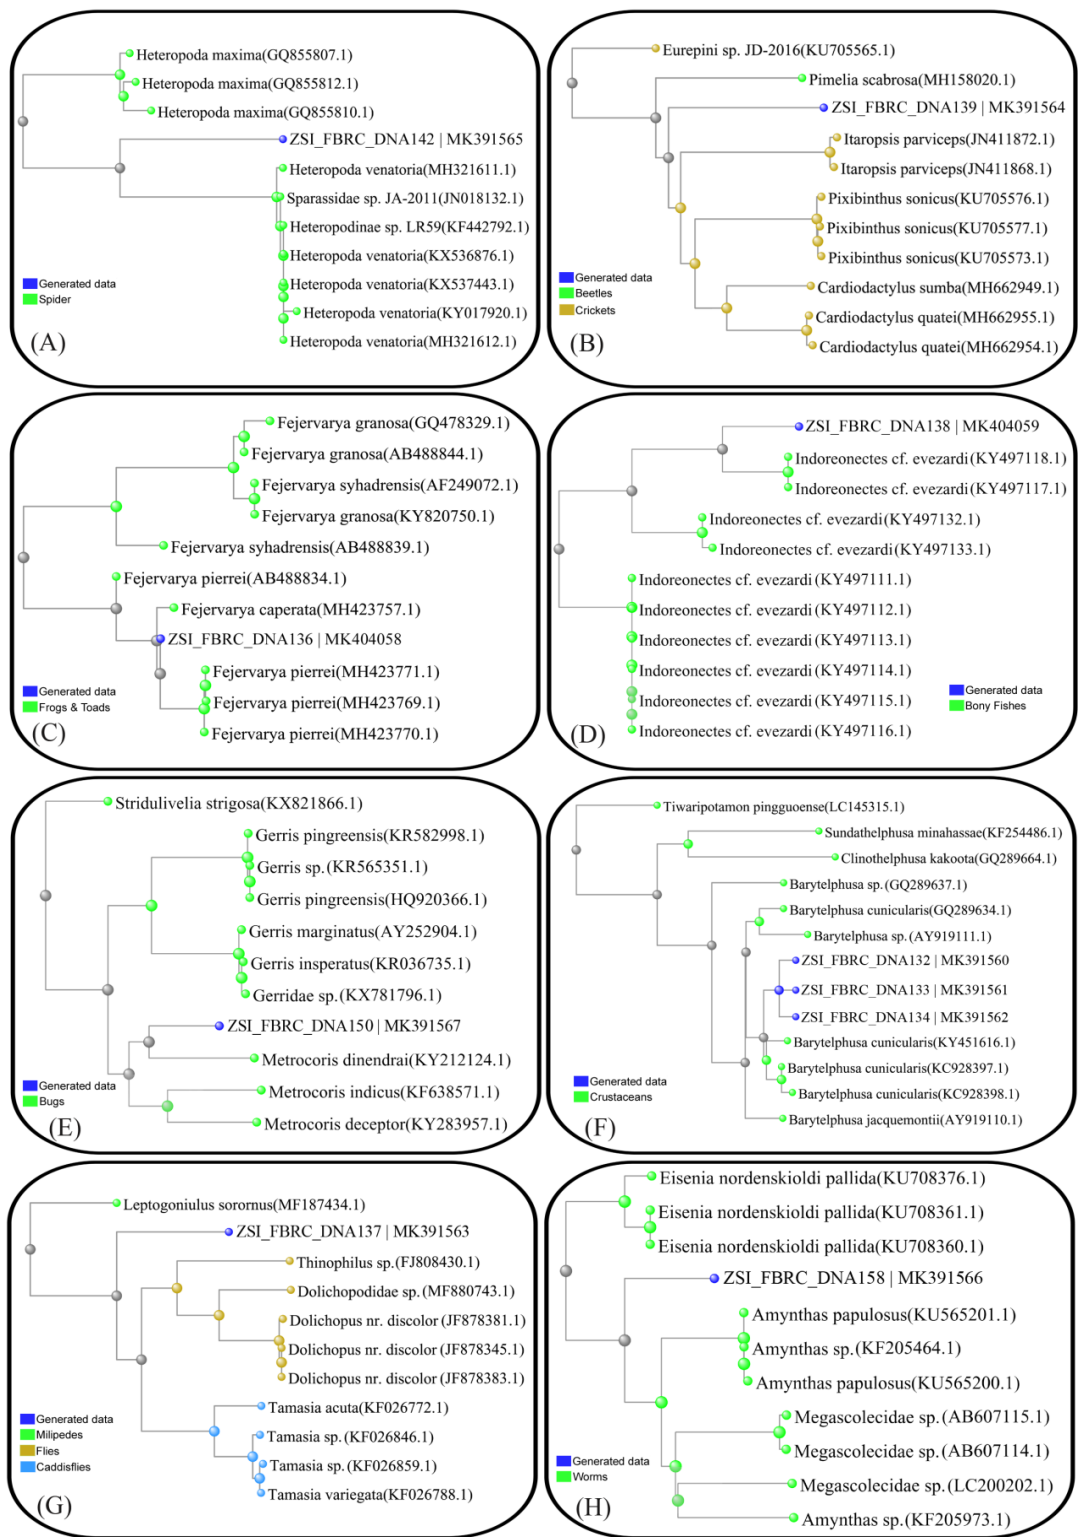 Heteropoda maxima(GQ855807.1)
Heteropoda maxima(GQ855812.1)
Heteropoda maxima(GQ855810.1)
ZSI_FBRC_DNA142 | MK391565
Heteropoda venatoria(MH321611.1)
Sparassidae sp. JA-2011(JN018132.1)
Heteropodinae sp. LR59(KF442792.1)
Heteropoda venatoria(KX536876.1)
Heteropoda venatoria(KX537443.1)
Heteropoda venatoria(KY017920.1)
Heteropoda venatoria(MH321612.1)
Generated data
Spider
(A)
Eurepini sp. JD-2016(KU705565.1)
Pimelia scabrosa(MH158020.1)
ZSI_FBRC_DNA139 | MK391564
Itaropsis parviceps(JN411872.1)
Itaropsis parviceps(JN411868.1)
Pixibinthus sonicus(KU705576.1)
Pixibinthus sonicus(KU705577.1)
Pixibinthus sonicus(KU705573.1)
Cardiodactylus sumba(MH662949.1)
Cardiodactylus quatei(MH662955.1)
Cardiodactylus quatei(MH662954.1)
Generated data
Beetles
Crickets
(B)
Fejervarya granosa(GQ478329.1)
Fejervarya granosa(AB488844.1)
Fejervarya syhadrensis(AF249072.1)
Fejervarya granosa(KY820750.1)
Fejervarya syhadrensis(AB488839.1)
Fejervarya pierrei(AB488834.1)
Fejervarya caperata(MH423757.1)
ZSI_FBRC_DNA136 | MK404058
Fejervarya pierrei(MH423771.1)
Fejervarya pierrei(MH423769.1)
Fejervarya pierrei(MH423770.1)
Generated data
Frogs & Toads
(C)
ZSI_FBRC_DNA138 | MK404059
Indoreonectes cf. evezardi(KY497118.1)
Indoreonectes cf. evezardi(KY497117.1)
Indoreonectes cf. evezardi(KY497132.1)
Indoreonectes cf. evezardi(KY497133.1)
Indoreonectes cf. evezardi(KY497111.1)
Indoreonectes cf. evezardi(KY497112.1)
Indoreonectes cf. evezardi(KY497113.1)
Indoreonectes cf. evezardi(KY497114.1)
Indoreonectes cf. evezardi(KY497115.1)
Indoreonectes cf. evezardi(KY497116.1)
Generated data
Bony Fishes
(D)
Stridulivelia strigosa(KX821866.1)
Gerris pingreensis(KR582998.1)
Gerris sp.(KR565351.1)
Gerris pingreensis(HQ920366.1)
Gerris marginatus(AY252904.1)
Gerris insperatus(KR036735.1)
Gerridae sp.(KX781796.1)
ZSI_FBRC_DNA150 | MK391567
Metrocoris dinendrai(KY212124.1)
Metrocoris indicus(KF638571.1)
Metrocoris deceptor(KY283957.1)
Generated data
Bugs
(E)
Tiwaripotamon pingguoense(LC145315.1)
Sundathelphusa minahassae(KF254486.1)
Clinothelphusa kakoota(GQ289664.1)
Barytelphusa sp.(GQ289637.1)
Barytelphusa cunicularis(GQ289634.1)
Barytelphusa sp.(AY919111.1)
ZSI_FBRC_DNA132 | MK391560
ZSI_FBRC_DNA133 | MK391561
ZSI_FBRC_DNA134 | MK391562
Barytelphusa cunicularis(KY451616.1)
Barytelphusa cunicularis(KC928397.1)
Barytelphusa cunicularis(KC928398.1)
Barytelphusa jacquemontii(AY919110.1)
Generated data
Crustaceans
(F)
Leptogoniulus sorornus(MF187434.1)
ZSI_FBRC_DNA137 | MK391563
Thinophilus sp.(FJ808430.1)
Dolichopodidae sp.(MF880743.1)
Dolichopus nr. discolor(JF878381.1)
Dolichopus nr. discolor(JF878345.1)
Dolichopus nr. discolor(JF878383.1)
Tamasia acuta(KF026772.1)
Tamasia sp.(KF026846.1)
Tamasia sp.(KF026859.1)
Tamasia variegata(KF026788.1)
Generated data
Milipedes
Flies
Caddisflies
(G)
Eisenia nordenskioldi pallida(KU708376.1)
Eisenia nordenskioldi pallida(KU708361.1)
Eisenia nordenskioldi pallida(KU708360.1)
ZSI_FBRC_DNA158 | MK391566
Amynthas papulosus(KU565201.1)
Amynthas sp.(KF205464.1)
Amynthas papulosus(KU565200.1)
Megascolecidae sp.(AB607115.1)
Megascolecidae sp.(AB607114.1)
Megascolecidae sp.(LC200202.1)
Amynthas sp.(KF205973.1)
Generated data
Worms
(H)